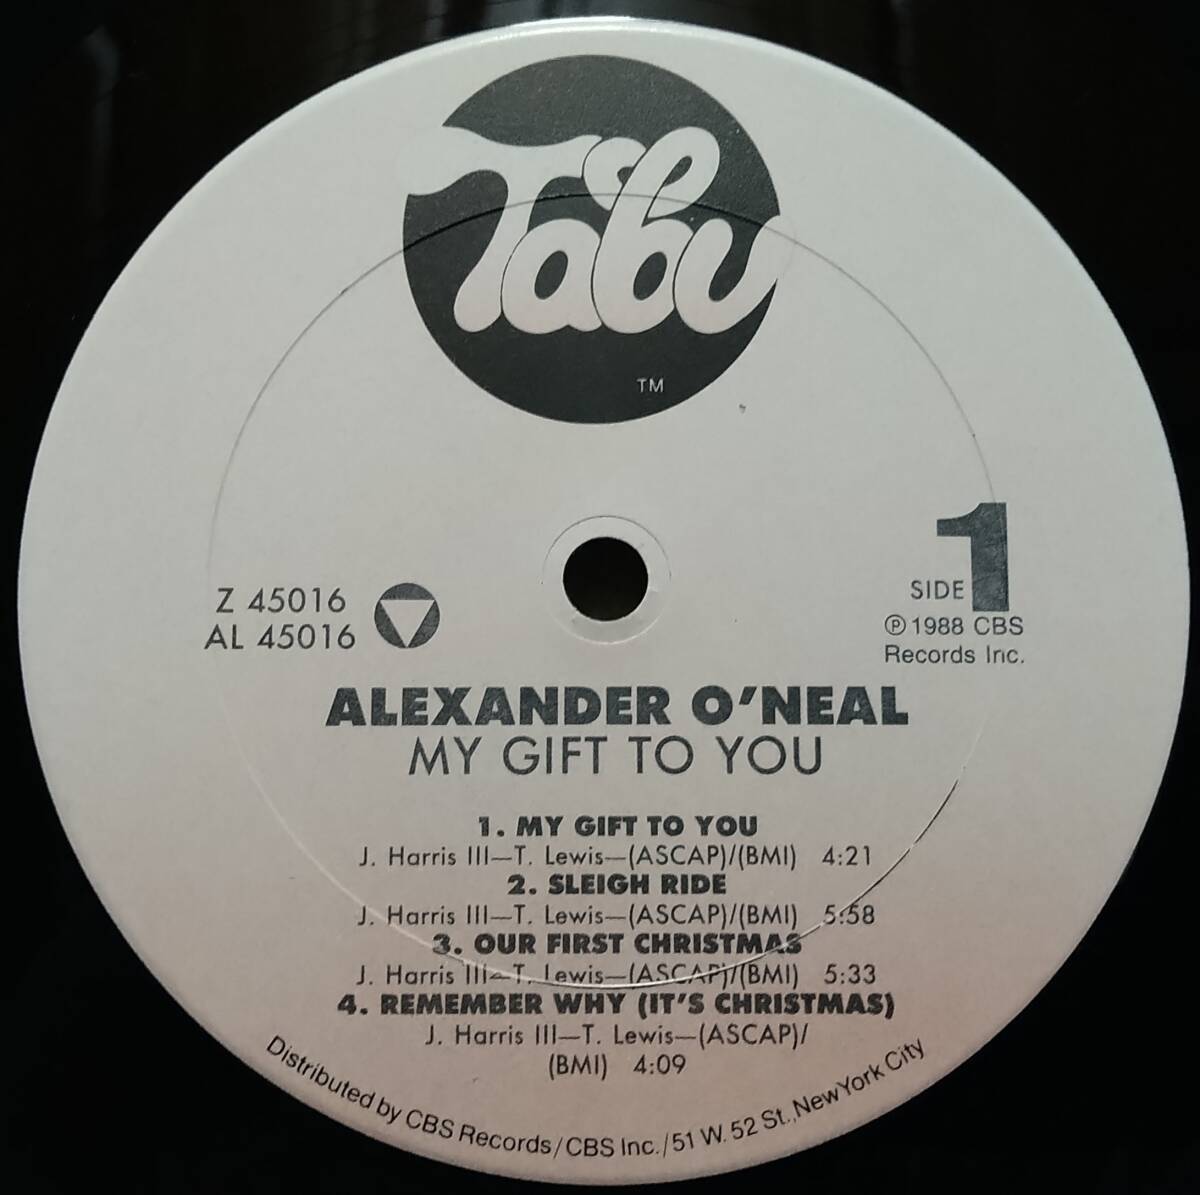 Tabu
TM
SIDE 1
Z 45016
AL 45016
℗ 1988 CBS
Records Inc.
ALEXANDER O'NEAL
MY GIFT TO YOU
1. MY GIFT TO YOU
J. Harris III—T. Lewis—(ASCAP)/(BMI) 4:21
2. SLEIGH RIDE
J. Harris III—T. Lewis—(ASCAP)/(BMI) 5:58
3. OUR FIRST CHRISTMAS
J. Harris III—T. Lewis—(ASCAP)/(BMI) 5:33
4. REMEMBER WHY (IT'S CHRISTMAS)
J. Harris III—T. Lewis—(ASCAP)/
(BMI) 4:09
Distributed by CBS Records/CBS Inc./51 W. 52 St., New York City